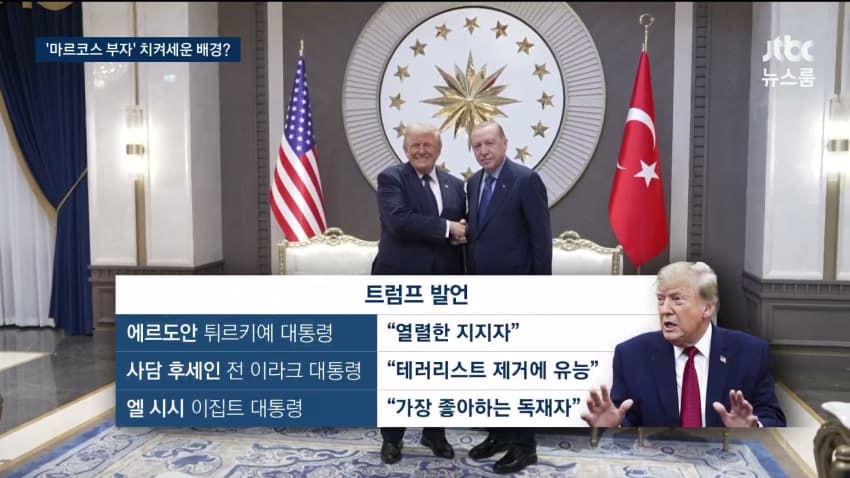 '마르코스 부자' 치켜세운 배경?
jtbc
뉴스룸
트럼프 발언
에르도안 튀르키예 대통령 “열렬한 지지자”
사담 후세인 전 이라크 대통령 “테러리스트 제거에 유능”
엘 시시 이집트 대통령 “가장 좋아하는 독재자”